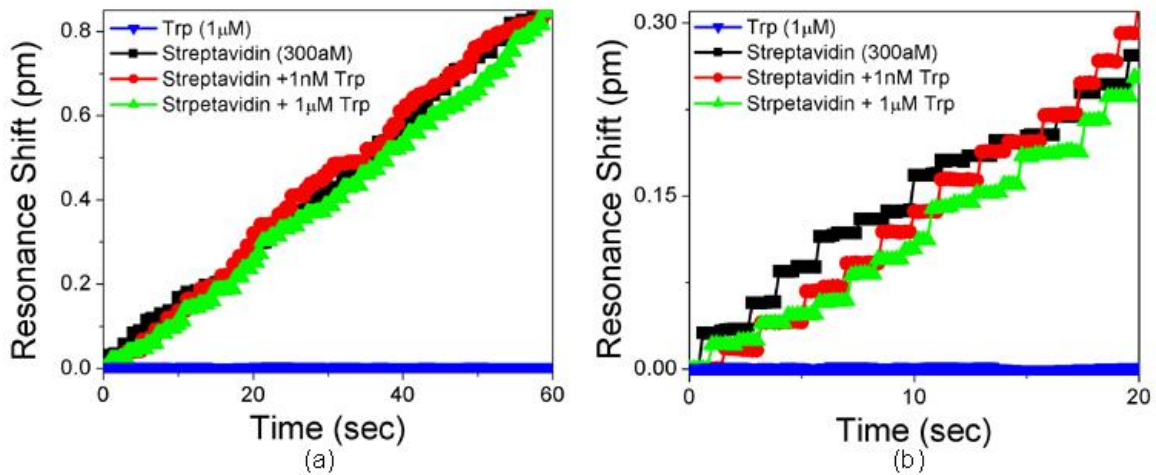 Resonance Shift (pm)
0.8
0.6
0.4
0.2
0.0
Trp (1μM)
Streptavidin (300aM)
Streptavidin +1nM Trp
Strpetavidin + 1μM Trp
0
20
40
60
Time (sec)
(a)
Resonance Shift (pm)
0.30
0.15
0.00
Trp (1μM)
Streptavidin (300aM)
Streptavidin +1nM Trp
Strpetavidin + 1μM Trp
0
10
20
Time (sec)
(b)